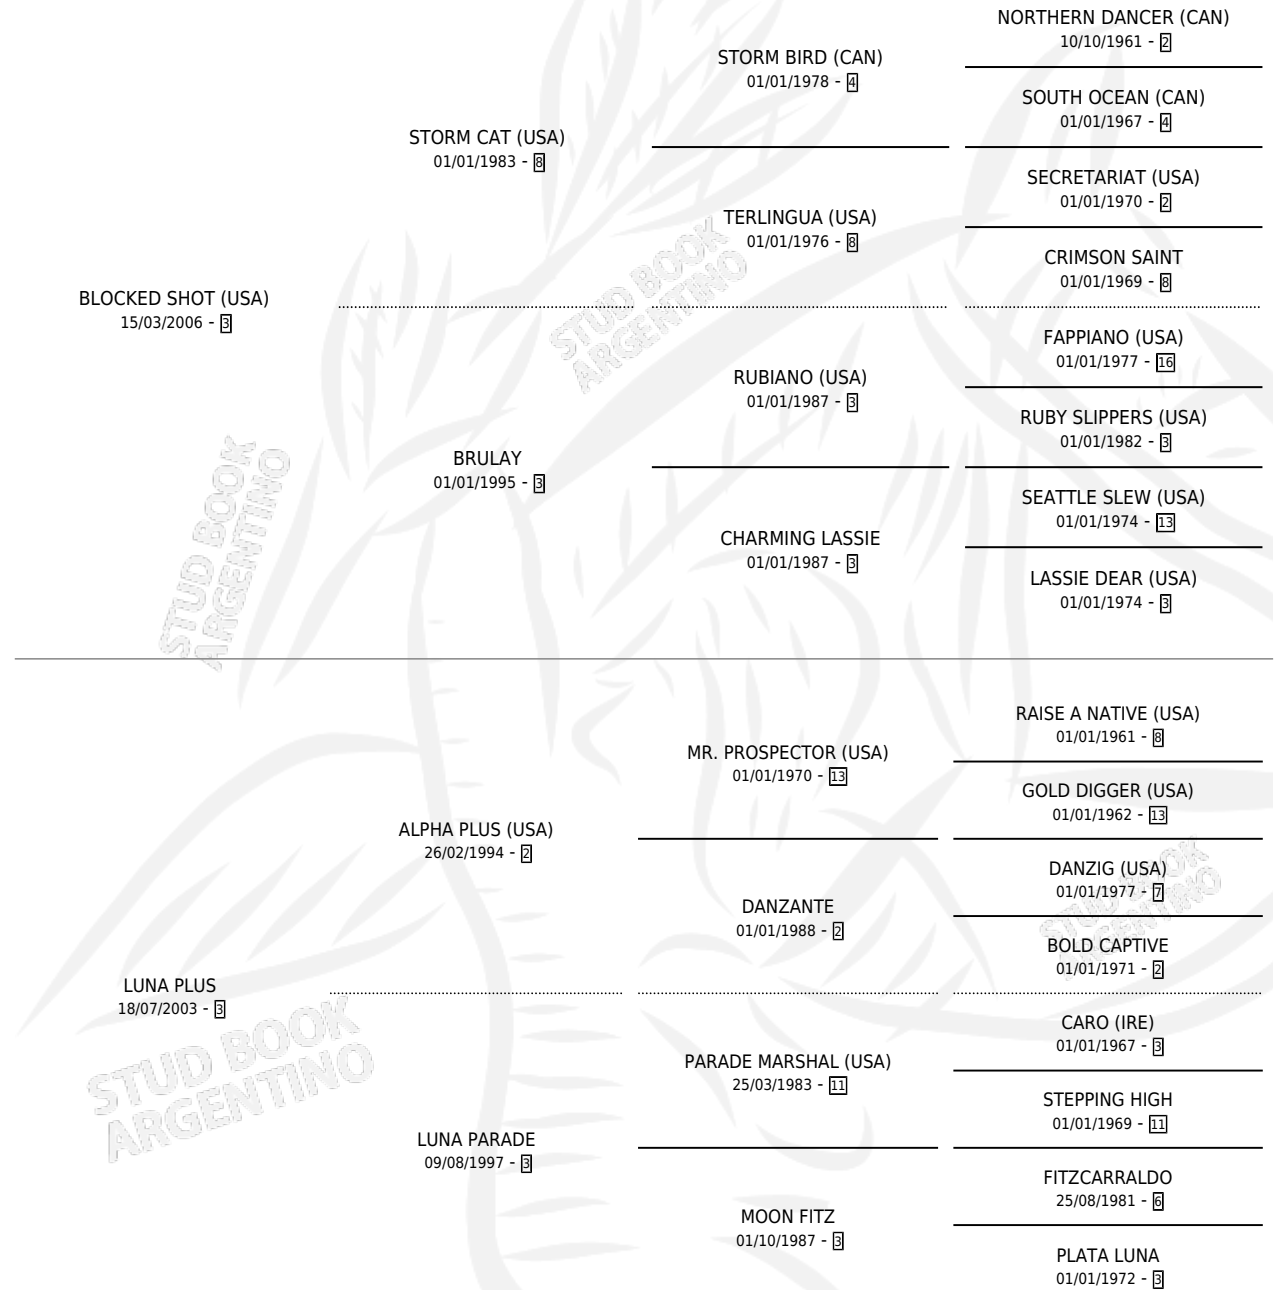 NORTHERN DANCER (CAN)
10/10/1961 - 2
STORM BIRD (CAN)
01/01/1978 - 4
SOUTH OCEAN (CAN)
01/01/1967 - 4
STORM CAT (USA)
01/01/1983 - 8
SECRETARIAT (USA)
01/01/1970 - 2
TERLINGUA (USA)
01/01/1976 - 8
CRIMSON SAINT
01/01/1969 - 8
BLOCKED SHOT (USA)
15/03/2006 - 3
FAPPIANO (USA)
01/01/1977 - 16
RUBIANO (USA)
01/01/1987 - 3
RUBY SLIPPERS (USA)
01/01/1982 - 3
BRULAY
01/01/1995 - 3
SEATTLE SLEW (USA)
01/01/1974 - 13
CHARMING LASSIE
01/01/1987 - 3
LASSIE DEAR (USA)
01/01/1974 - 3
RAISE A NATIVE (USA)
01/01/1961 - 8
MR. PROSPECTOR (USA)
01/01/1970 - 13
GOLD DIGGER (USA)
01/01/1962 - 13
ALPHA PLUS (USA)
26/02/1994 - 2
DANZIG (USA)
01/01/1977 - 7
DANZANTE
01/01/1988 - 2
BOLD CAPTIVE
01/01/1971 - 2
LUNA PLUS
18/07/2003 - 3
CARO (IRE)
01/01/1967 - 3
PARADE MARSHAL (USA)
25/03/1983 - 11
STEPPING HIGH
01/01/1969 - 11
LUNA PARADE
09/08/1997 - 3
FITZCARRALDO
25/08/1981 - 6
MOON FITZ
01/10/1987 - 3
PLATA LUNA
01/01/1972 - 3
STUD BOOK
ARGENTINO
STUD BOOK
ARGENTINO
STUD BOOK
ARGENTINO
STUD BOOK
ARGENTINO